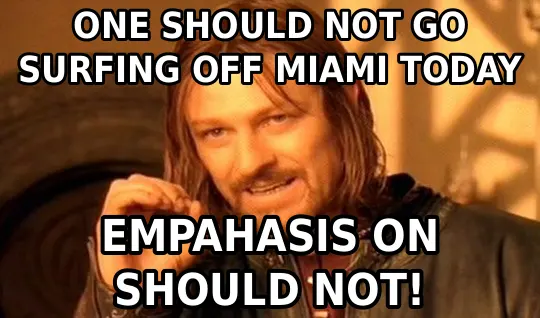 ONE SHOULD NOT GO
SURFING OFF MIAMI TODAY
EMPAHASIS ON
SHOULD NOT!